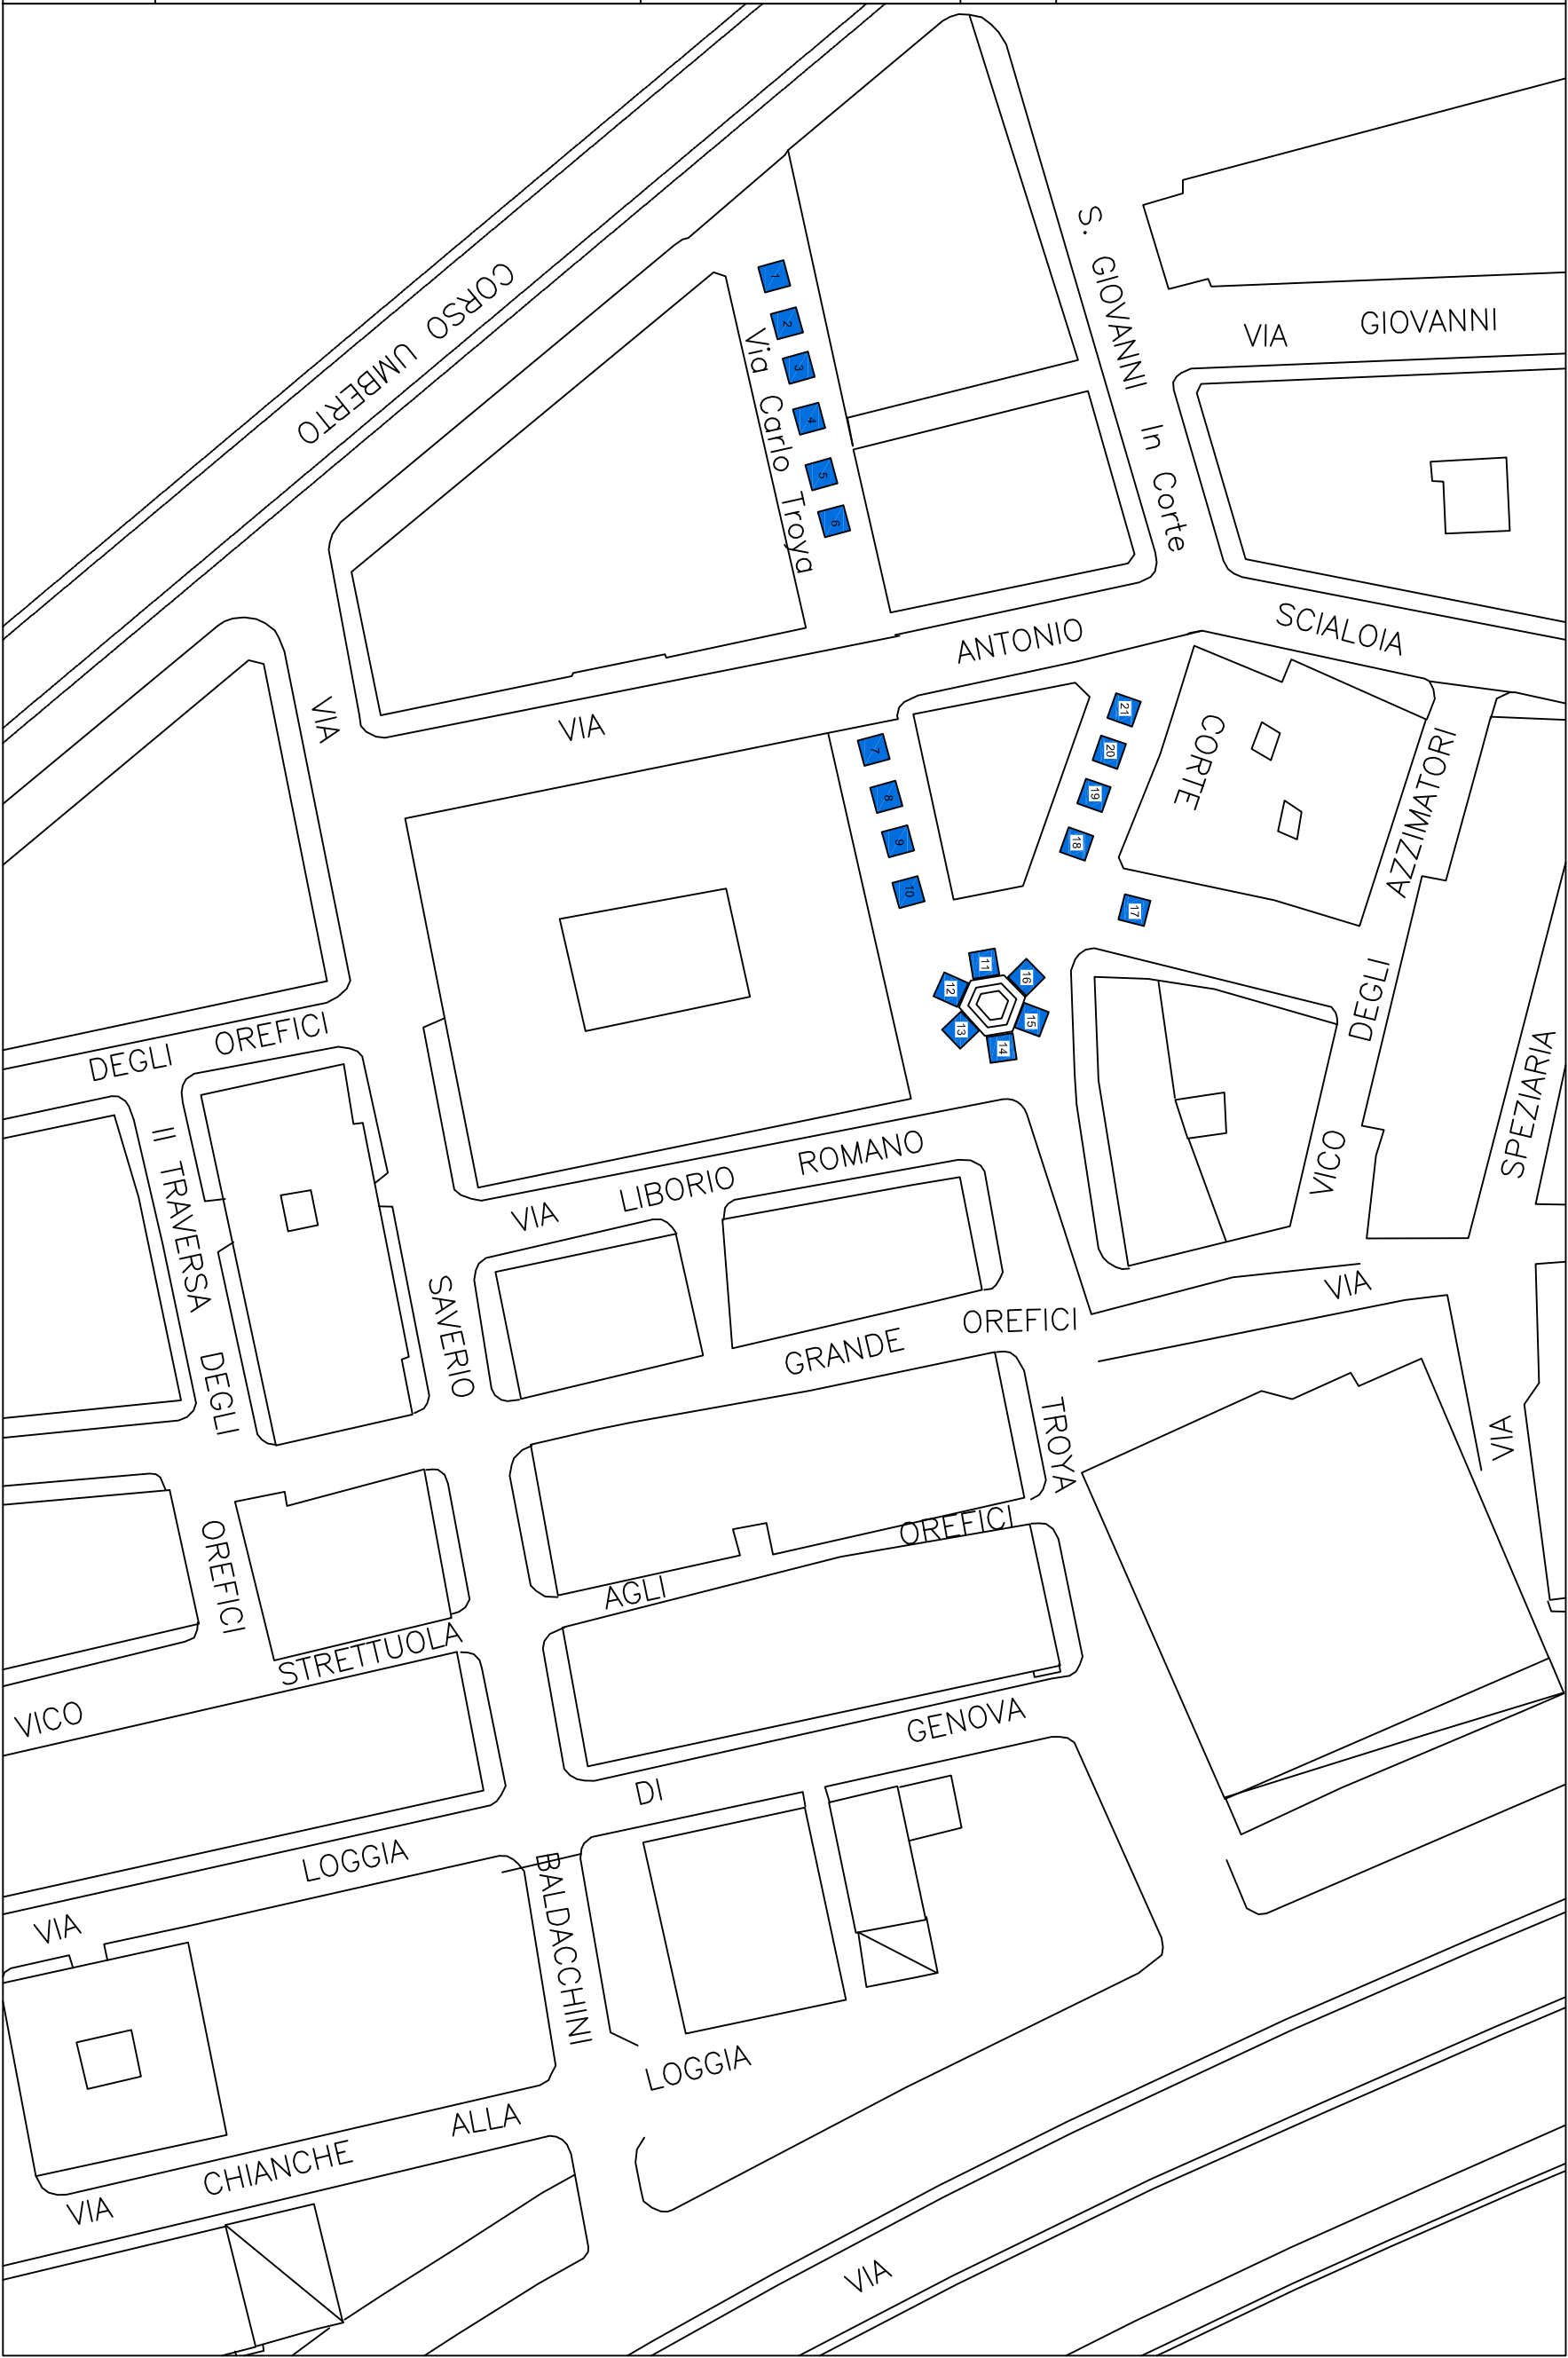 S. GIOVANNI In Corte
VIA GIOVANNI
CORSO UMBERTO
1
2
3
4
5
6
Via Carlo Troya
VIA ANTONIO SCIALOIA
VIA
21
20
19
18
17
CORTE
7
8
9
10
11
12
13
14
15
16
VICO DEGLI AZZIMATORI
SPEZIARIA
VIA
DEGLI OREFICI
II TRAVERSA DEGLI OREFICI
VIA LIBORIO ROMANO
SAVERIO
BALDACCHINI
VIA
GRANDE OREFICI
TROYA
AGLI OREFICI
VICO STRETTUOLA
VIA LOGGIA DI GENOVA
VIA CHIANCHE ALLA LOGGIA
VIA